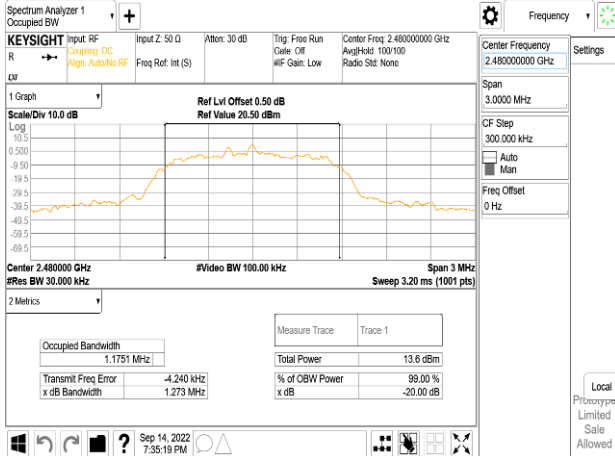 Spectrum Analyzer 1
Occupied BW
Frequency
KEYSIGHT
R
LXI
Input: RF
Coupling: DC
Align: Auto/No RF
Input Z: 50 Ω
Freq Ref: Int (S)
Atten: 30 dB
Trig: Free Run
Gate: Off
#IF Gain: Low
Center Freq: 2.480000000 GHz
Avg|Hold: 100/100
Radio Std: None
Center Frequency
2.480000000 GHz
Settings
Span
3.0000 MHz
CF Step
300.000 kHz
Auto
Man
Freq Offset
0 Hz
1 Graph
Scale/Div 10.0 dB
Ref Lvl Offset 0.50 dB
Ref Value 20.50 dBm
Log
10.5
0.500
-9.50
-19.5
-29.5
-39.5
-49.5
-59.5
-69.5
Center 2.480000 GHz
#Video BW 100.00 kHz
Span 3 MHz
#Res BW 30.000 kHz
Sweep 3.20 ms (1001 pts)
2 Metrics
Measure Trace Trace 1
Occupied Bandwidth
1.1751 MHz
Total Power 13.6 dBm
Transmit Freq Error -4.240 kHz
% of OBW Power 99.00 %
x dB Bandwidth 1.273 MHz
x dB -20.00 dB
Local
Prototype
Limited
Sale
Allowed
?
Sep 14, 2022
7:35:19 PM